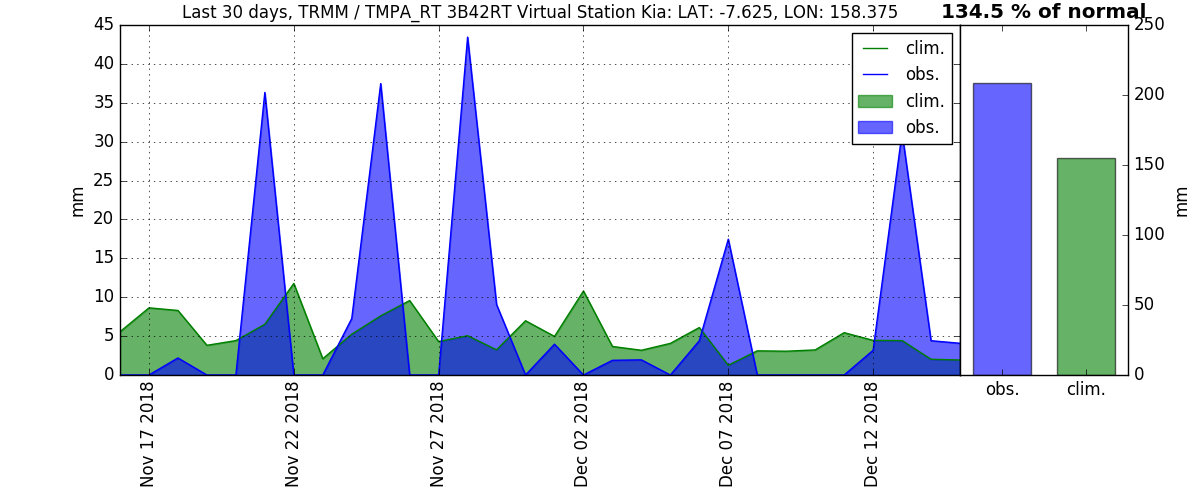 Last 30 days, TRMM / TMPA_RT 3B42RT Virtual Station Kia: LAT: -7.625, LON: 158.375
134.5 % of normal
45
40
35
30
25
20
15
10
5
0
mm
clim.
obs.
clim.
obs.
250
200
150
100
50
0
mm
obs.
clim.
Nov 17 2018
Nov 22 2018
Nov 27 2018
Dec 02 2018
Dec 07 2018
Dec 12 2018